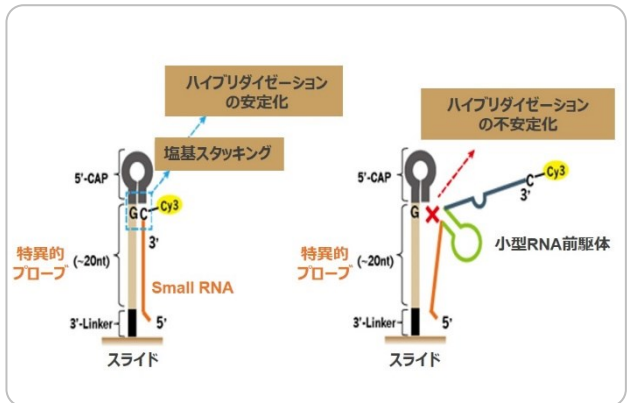 ハイブリダイゼーション
の安定化
塩基スタッキング
5'-CAP
G C Cy3
3'
特異的
プローブ
(~20nt)
Small RNA
3'-Linker
5'
スライド
ハイブリダイゼーション
の不安定化
5'-CAP
C Cy3
3'
G
小型RNA前駆体
特異的
プローブ
(~20nt)
3'-Linker
5'
スライド